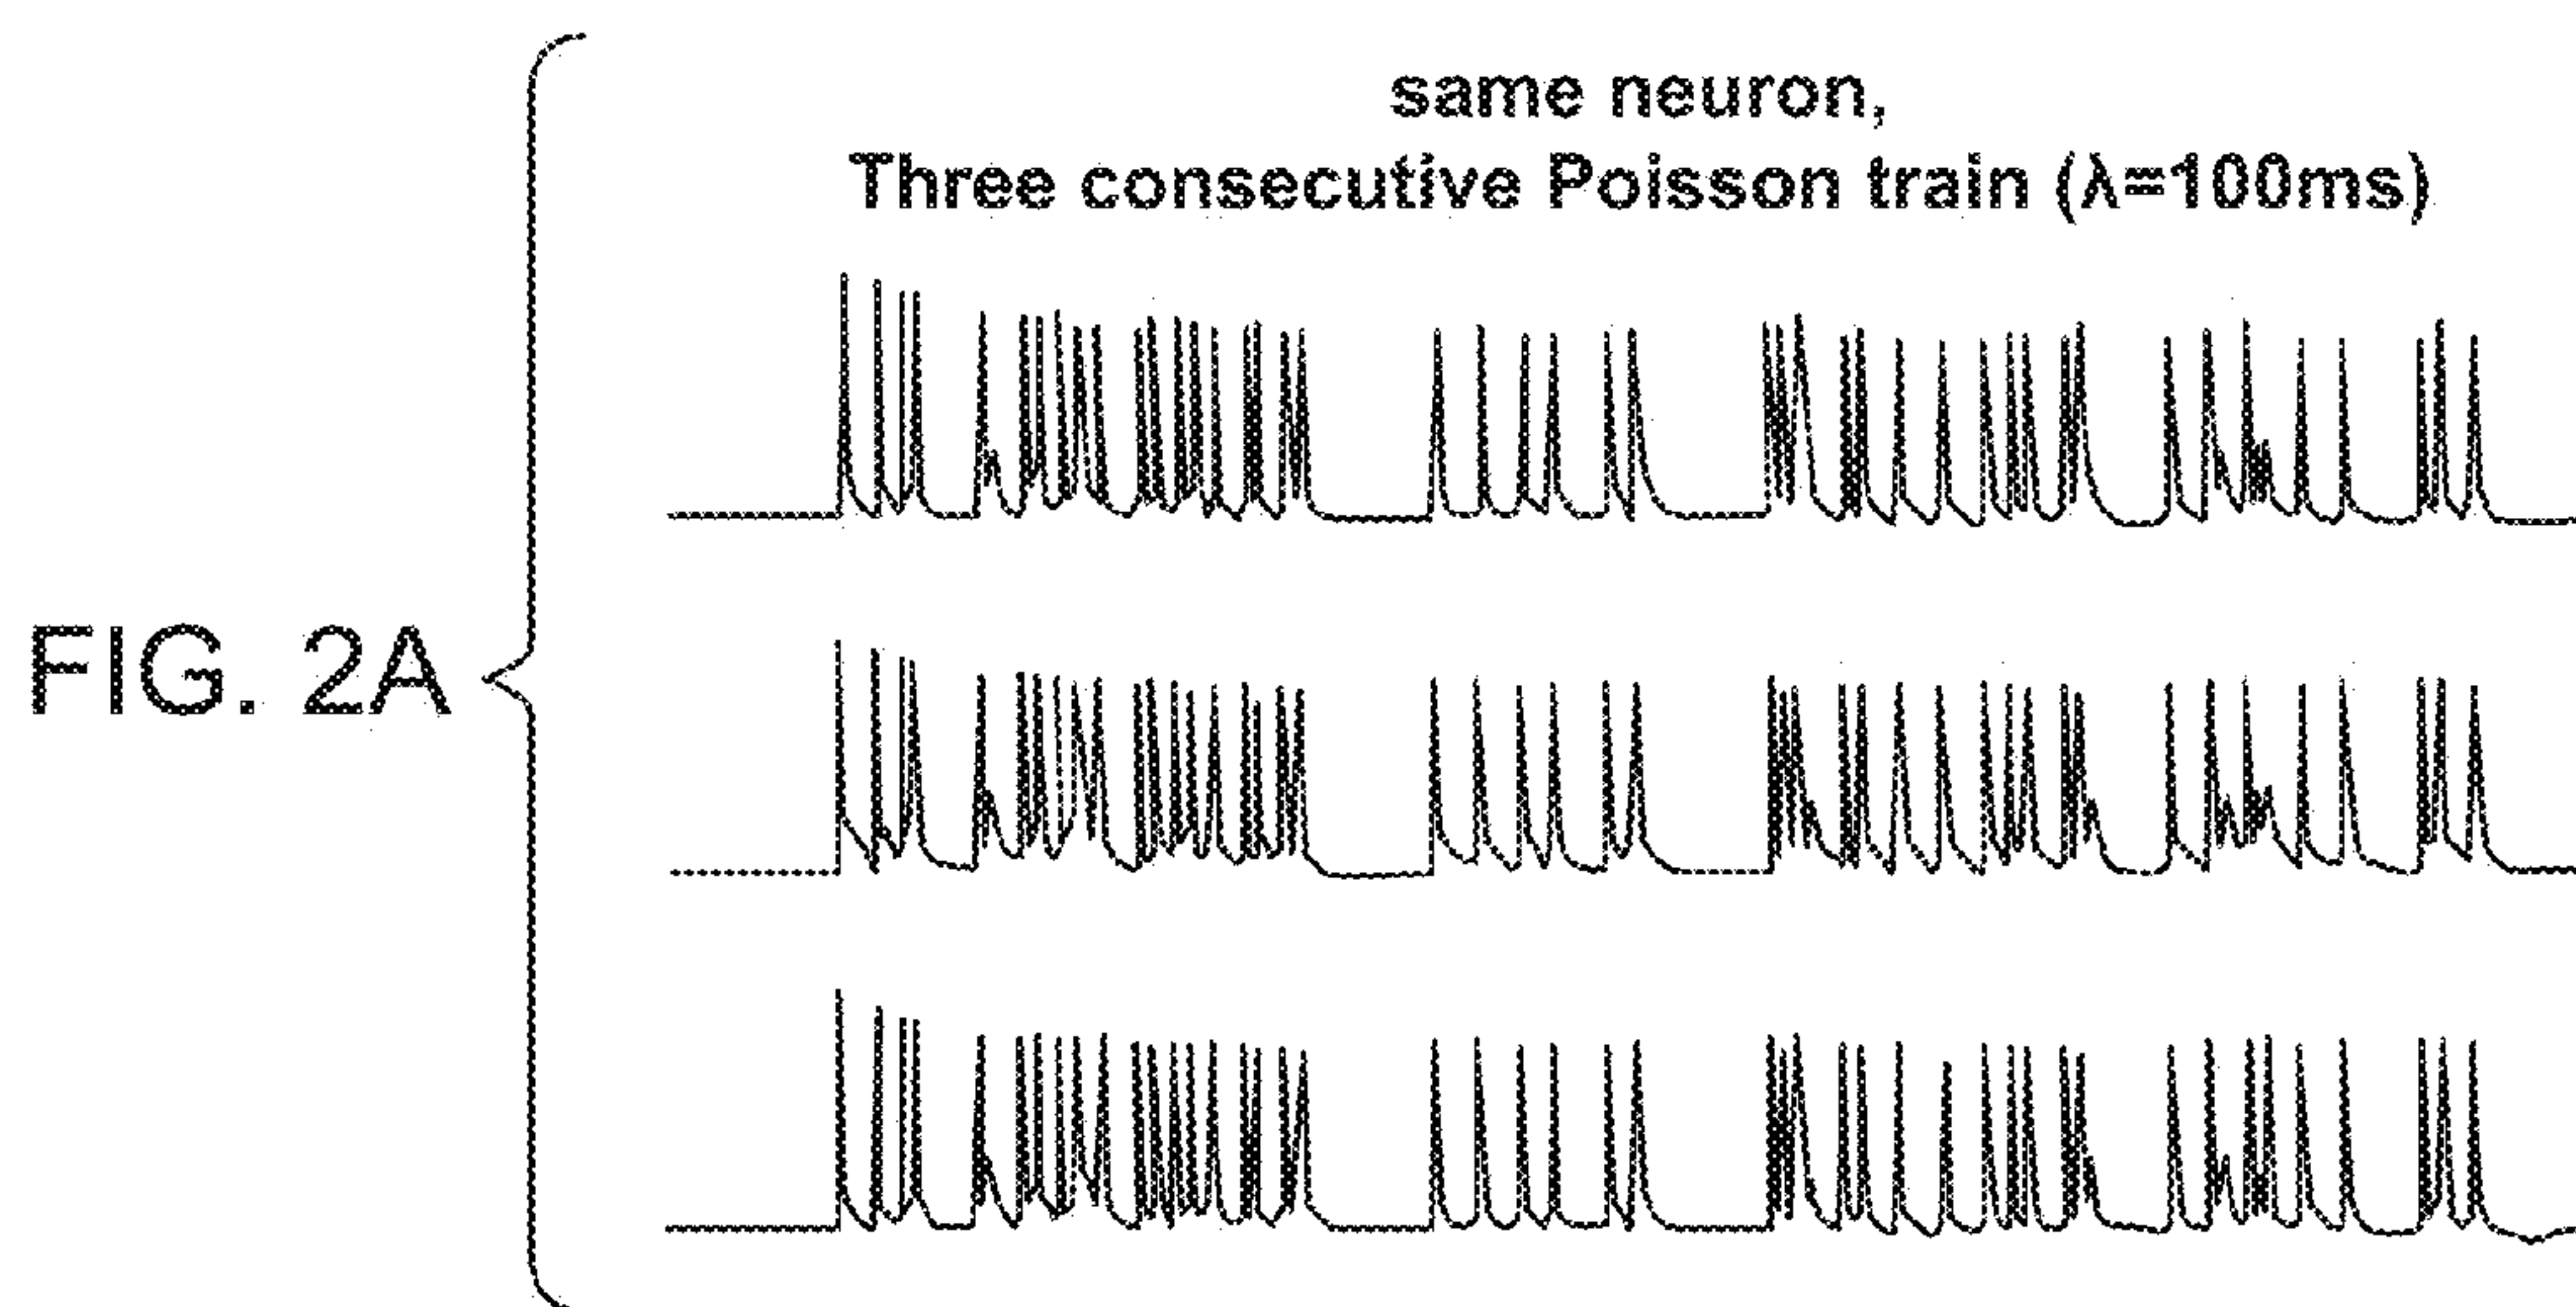 same neuron,
Three consecutive Poisson train (λ=100ms)
FIG. 2A